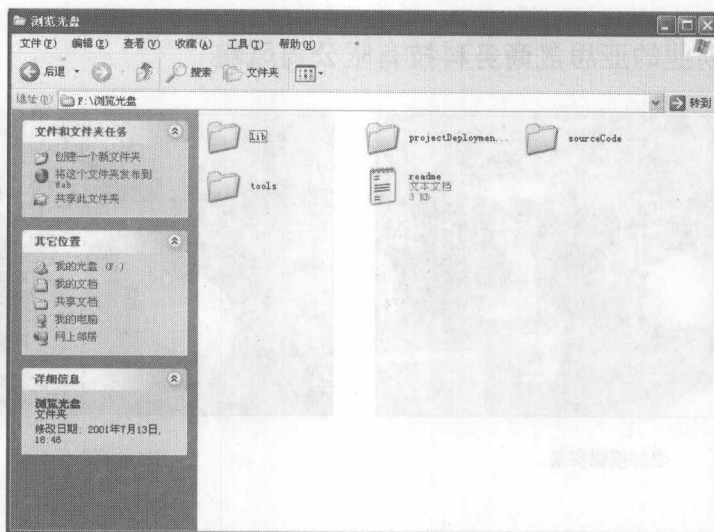 浏览光盘
文件(F) 编辑(E) 查看(V) 收藏(A) 工具(T) 帮助(H)
后退 搜索 文件夹
地址(D) F:\浏览光盘 转到
文件和文件夹任务
创建一个新文件夹
将这个文件夹发布到
Web
共享此文件夹
其它位置
我的光盘 (F:)
我的文档
共享文档
我的电脑
网上邻居
详细信息
浏览光盘
文件夹
修改日期: 2001年7月13日,
18:46
Lib
projectDeploymen...
sourceCode
tools
readme
文本文档
3 KB